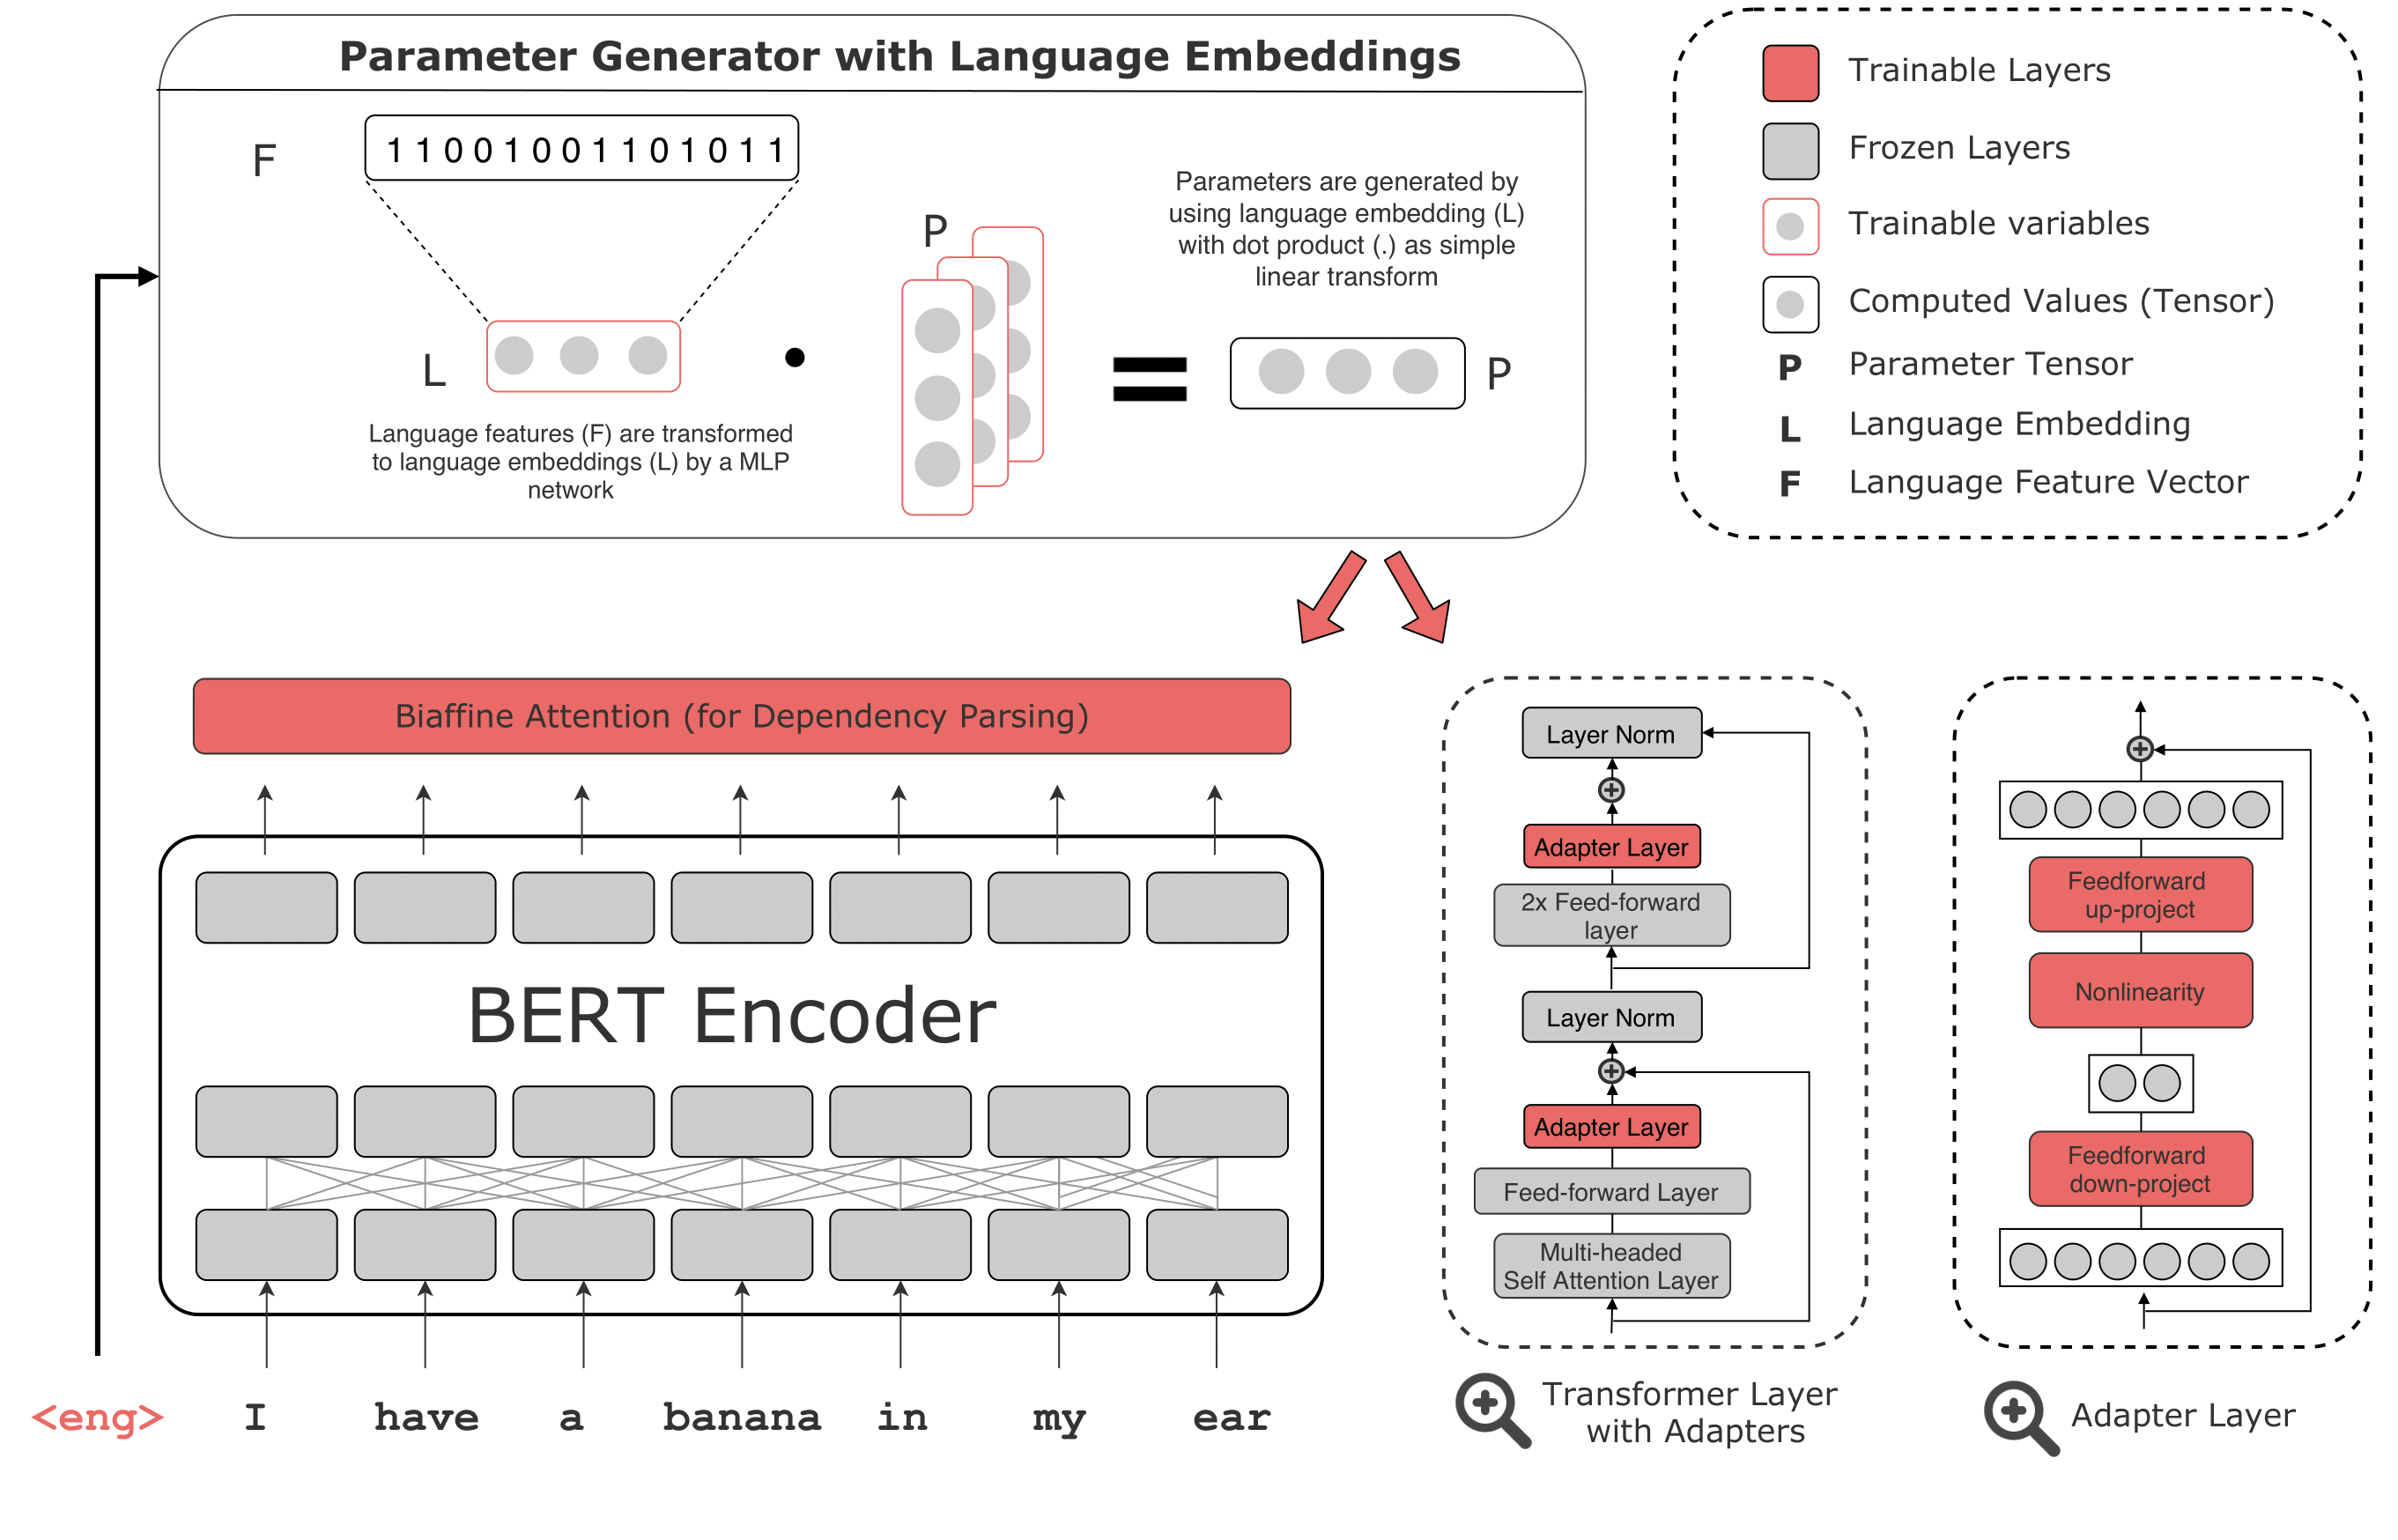 Parameter Generator with Language Embeddings
F
1 1 0 0 1 0 0 1 1 0 1 0 1 1
L
Language features (F) are transformed
to language embeddings (L) by a MLP
network
P
Parameters are generated by
using language embedding (L)
with dot product (.) as simple
linear transform
P
Trainable Layers
Frozen Layers
Trainable variables
Computed Values (Tensor)
P Parameter Tensor
L Language Embedding
F Language Feature Vector
Biaffine Attention (for Dependency Parsing)
BERT Encoder
<eng> I have a banana in my ear
Layer Norm
Adapter Layer
2x Feed-forward
layer
Layer Norm
Adapter Layer
Feed-forward Layer
Multi-headed
Self Attention Layer
Transformer Layer
with Adapters
Feedforward
up-project
Nonlinearity
Feedforward
down-project
Adapter Layer